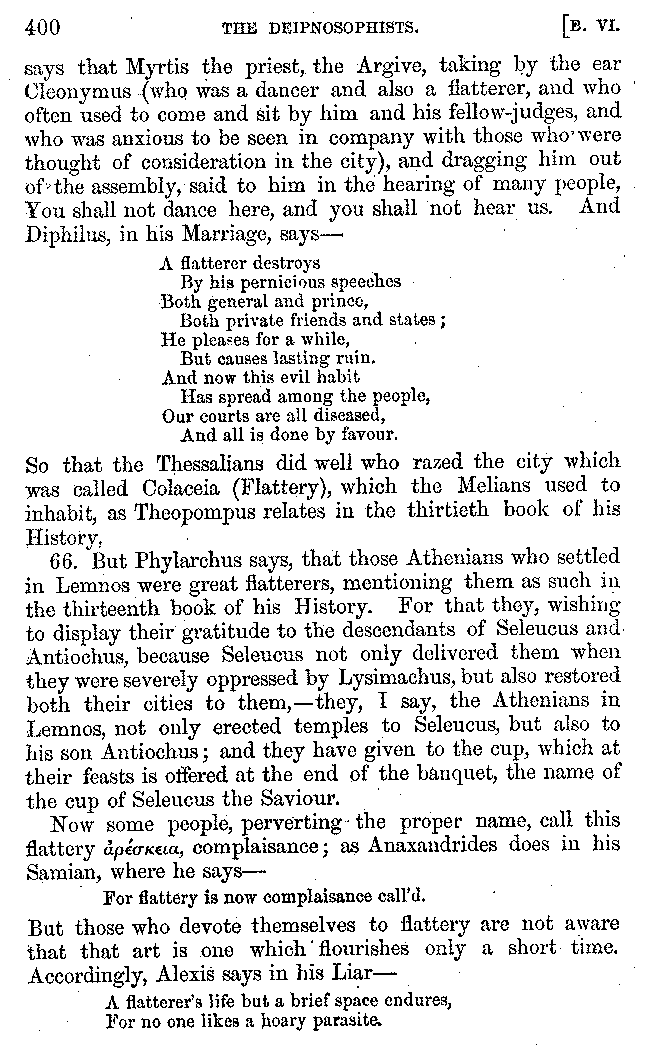 400 THE DEIPNOSOPHISTS. [B. VI.
says that Myrtis the priest, the Argive, taking by the ear
Cleonymus (who was a dancer and also a flatterer, and who
often used to come and sit by him and his fellow-judges, and
who was anxious to be seen in company with those who were
thought of consideration in the city), and dragging him out
of the assembly, said to him in the hearing of many people,
You shall not dance here, and you shall not hear us. And
Diphilus, in his Marriage, says—
A flatterer destroys
By his pernicious speeches
Both general and prince,
Both private friends and states;
He pleases for a while,
But causes lasting ruin.
And now this evil habit
Has spread among the people,
Our courts are all diseased,
And all is done by favour.
So that the Thessalians did well who razed the city which
was called Colaceia (Flattery), which the Melians used to
inhabit, as Theopompus relates in the thirtieth book of his
History.
66. But Phylarchus says, that those Athenians who settled
in Lemnos were great flatterers, mentioning them as such in
the thirteenth book of his History. For that they, wishing
to display their gratitude to the descendants of Seleucus and
Antiochus, because Seleucus not only delivered them when
they were severely oppressed by Lysimachus, but also restored
both their cities to them,—they, I say, the Athenians in
Lemnos, not only erected temples to Seleucus, but also to
his son Antiochus; and they have given to the cup, which at
their feasts is offered at the end of the banquet, the name of
the cup of Seleucus the Saviour.
Now some people, perverting the proper name, call this
flattery ἀρέσκεια, complaisance; as Anaxandrides does in his
Samian, where he says—
For flattery is now complaisance call'd.
But those who devote themselves to flattery are not aware
that that art is one which flourishes only a short time.
Accordingly, Alexis says in his Liar—
A flatterer's life but a brief space endures,
For no one likes a hoary parasite.